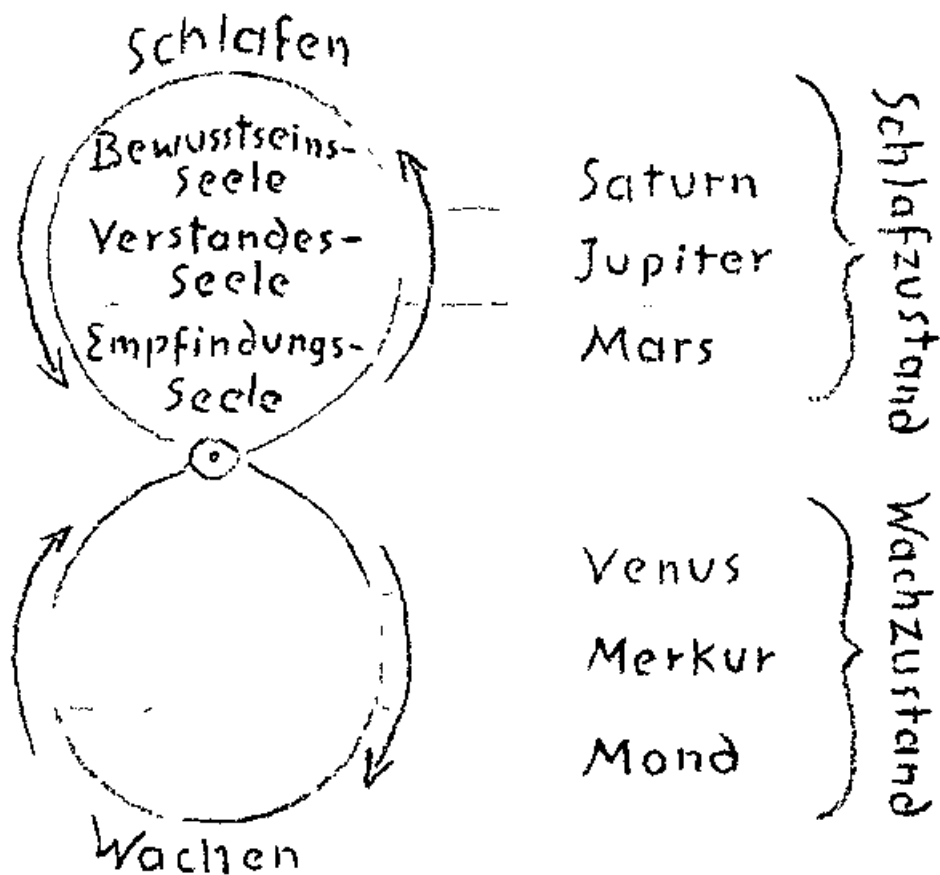 Schlafen
Bewusstseins-
Seele
Verstandes-
Seele
Empfindungs-
Seele
Wachen
Saturn
Jupiter
Mars
Schlafzustand
Venus
Merkur
Mond
Wachzustand